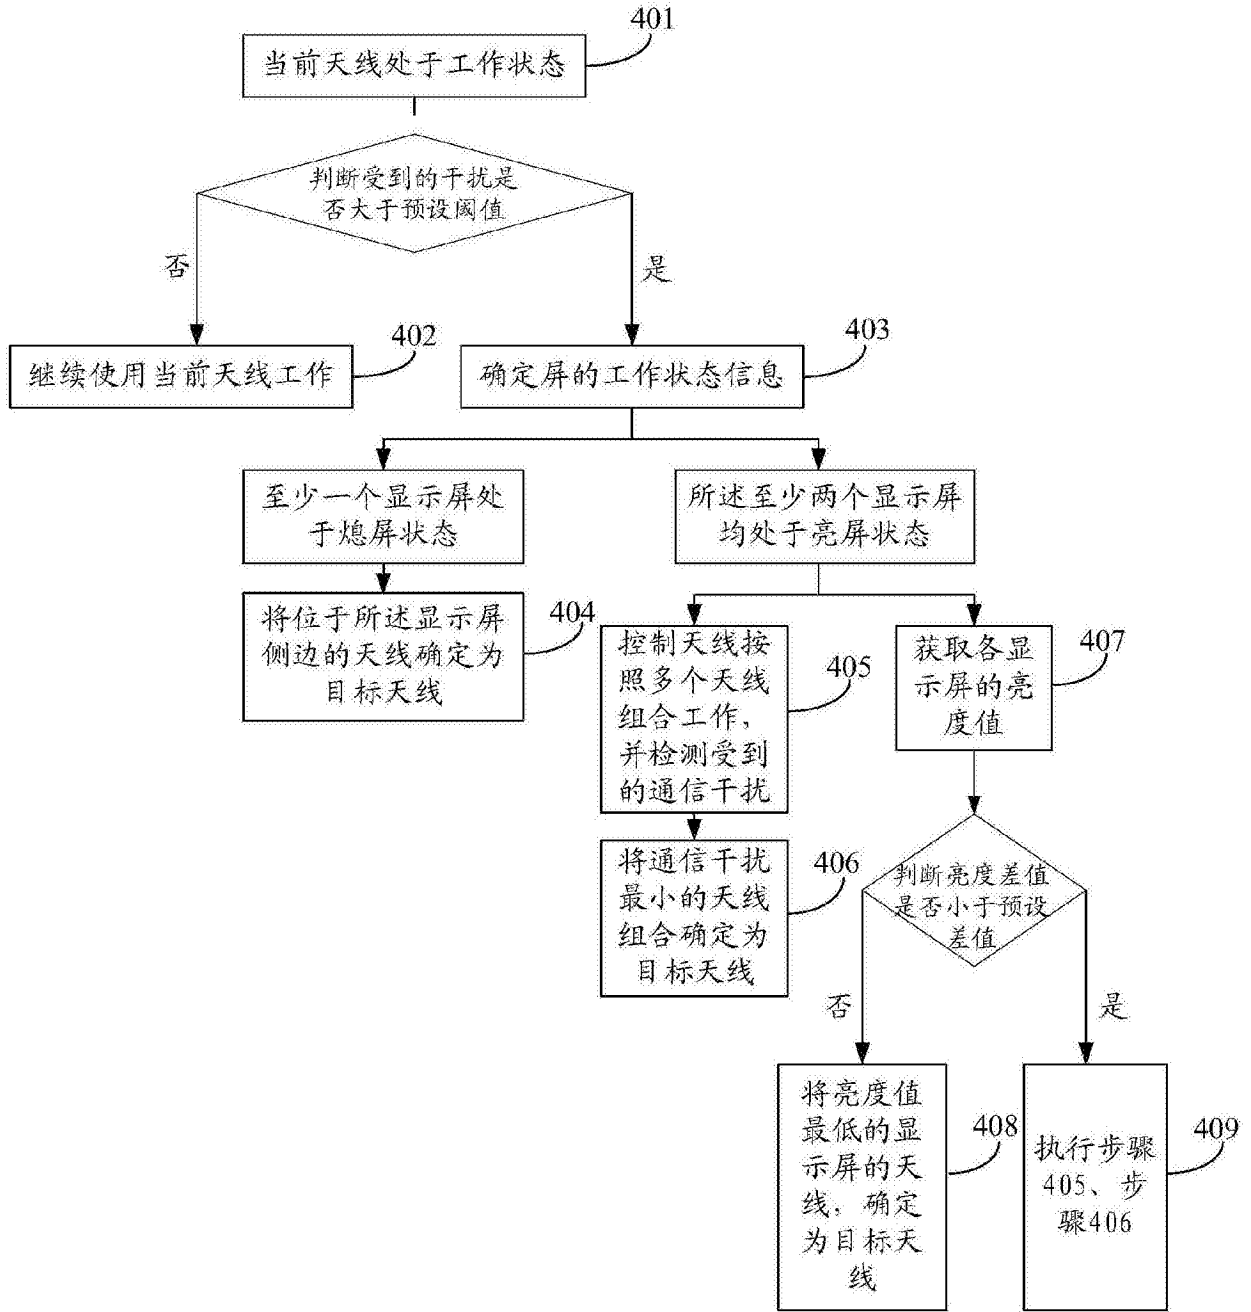 401
当前天线处于工作状态
判断受到的干扰是
否大于预设阈值
否
是
402
继续使用当前天线工作
403
确定屏的工作状态信息
至少一个显示屏处
于熄屏状态
所述至少两个显示屏
均处于亮屏状态
将位于所述显示屏
侧边的天线确定为
目标天线
404
控制天线按
照多个天线
组合工作，
并检测受到
的通信干扰
405
获取各显
示屏的亮
度值
407
将通信干扰
最小的天线
组合确定为
目标天线
406
判断亮度差值
是否小于预设
差值
否
是
将亮度值
最低的显
示屏的天
线，确定
为目标天
线
408
执行步骤
405、步
骤406
409